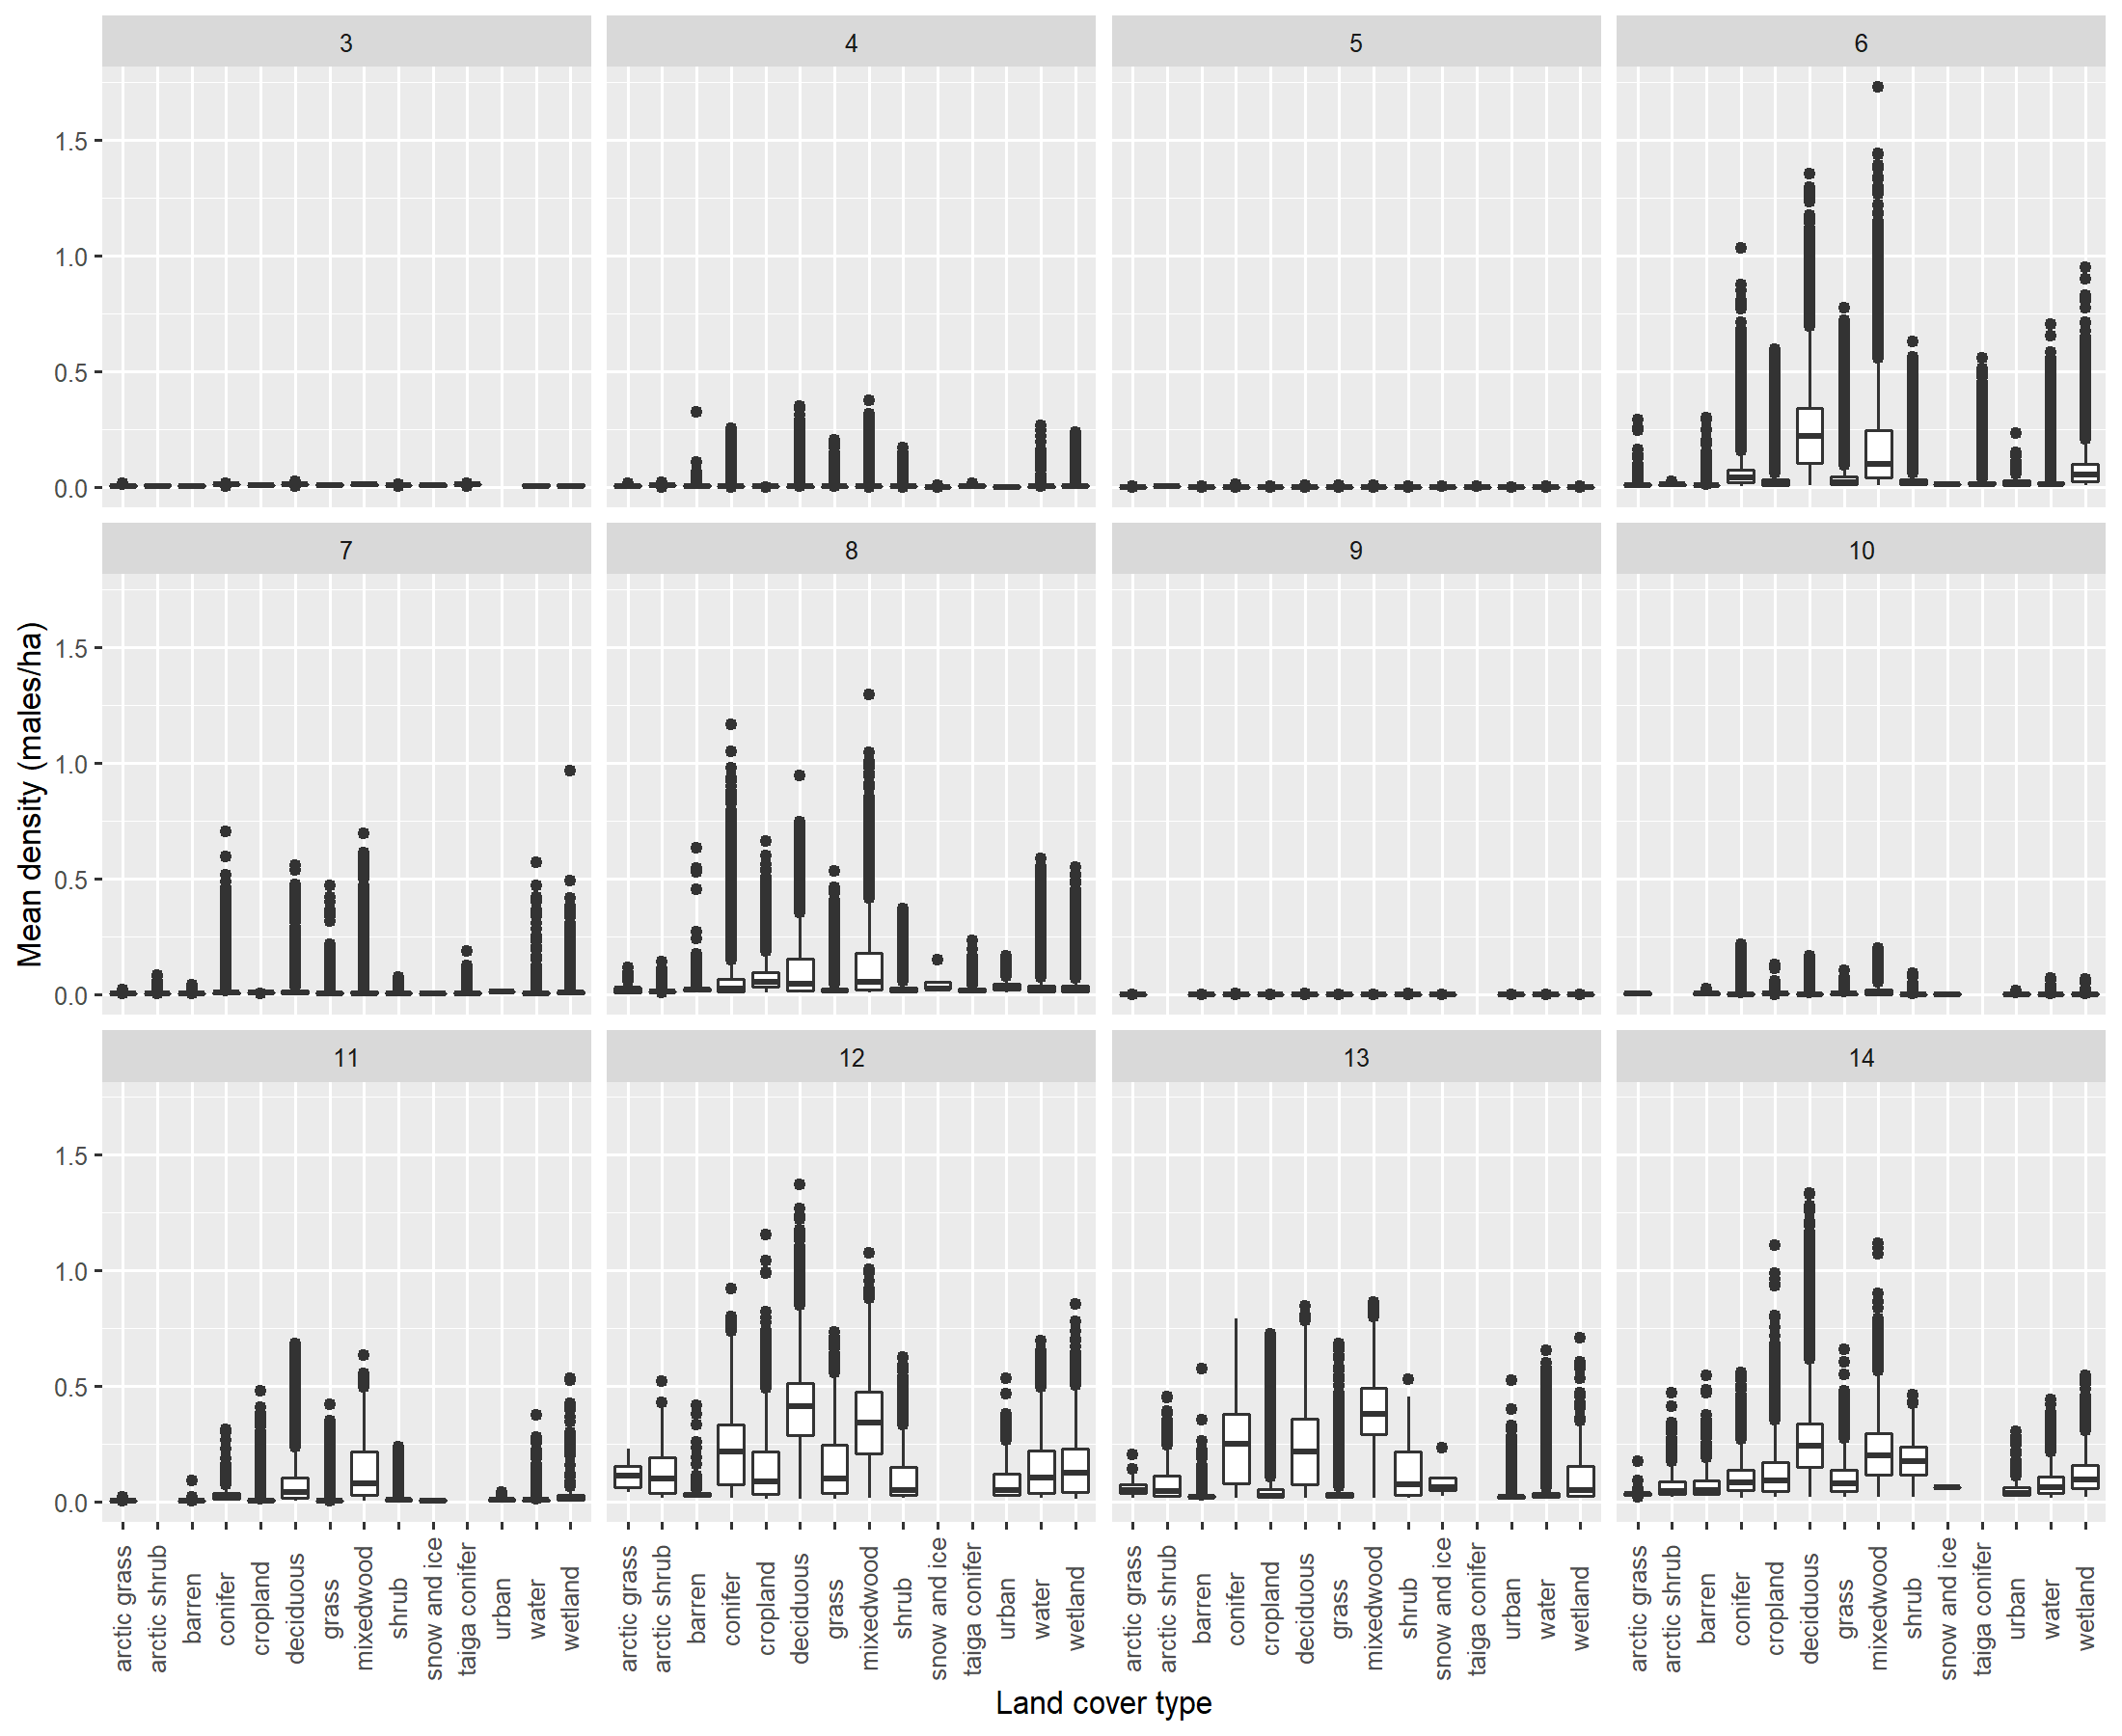 3 4 5 6
1.5
1.0
0.5
0.0
7 8 9 10
1.5
1.0
0.5
0.0
Mean density (males/ha)
11 12 13 14
1.5
1.0
0.5
0.0
arctic grass arctic shrub barren conifer cropland deciduous grass mixedwood shrub snow and ice taiga conifer urban water wetland
arctic grass arctic shrub barren conifer cropland deciduous grass mixedwood shrub snow and ice taiga conifer urban water wetland
arctic grass arctic shrub barren conifer cropland deciduous grass mixedwood shrub snow and ice taiga conifer urban water wetland
arctic grass arctic shrub barren conifer cropland deciduous grass mixedwood shrub snow and ice taiga conifer urban water wetland
Land cover type